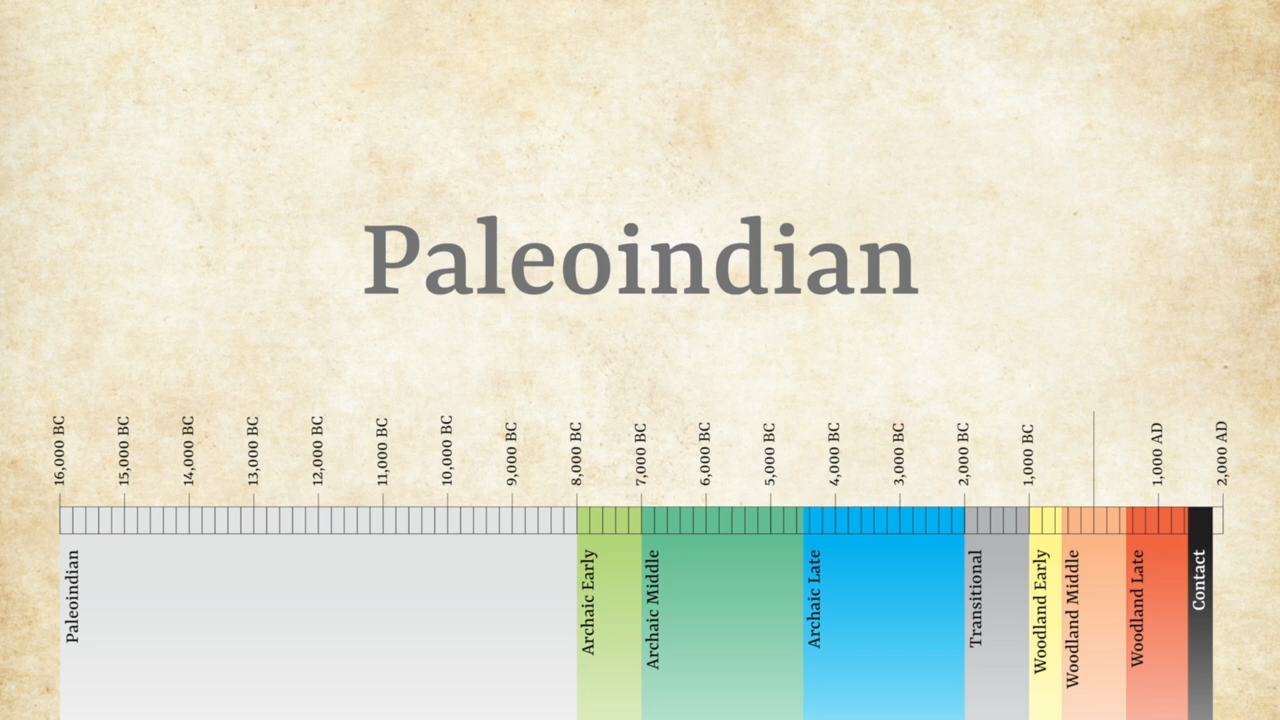 Paleoindian
16,000 BC
15,000 BC
14,000 BC
13,000 BC
12,000 BC
11,000 BC
10,000 BC
9,000 BC
8,000 BC
7,000 BC
6,000 BC
5,000 BC
4,000 BC
3,000 BC
2,000 BC
1,000 BC
1,000 AD
2,000 AD
Paleoindian
Archaic Early
Archaic Middle
Archaic Late
Transitional
Woodland Early
Woodland Middle
Woodland Late
Contact